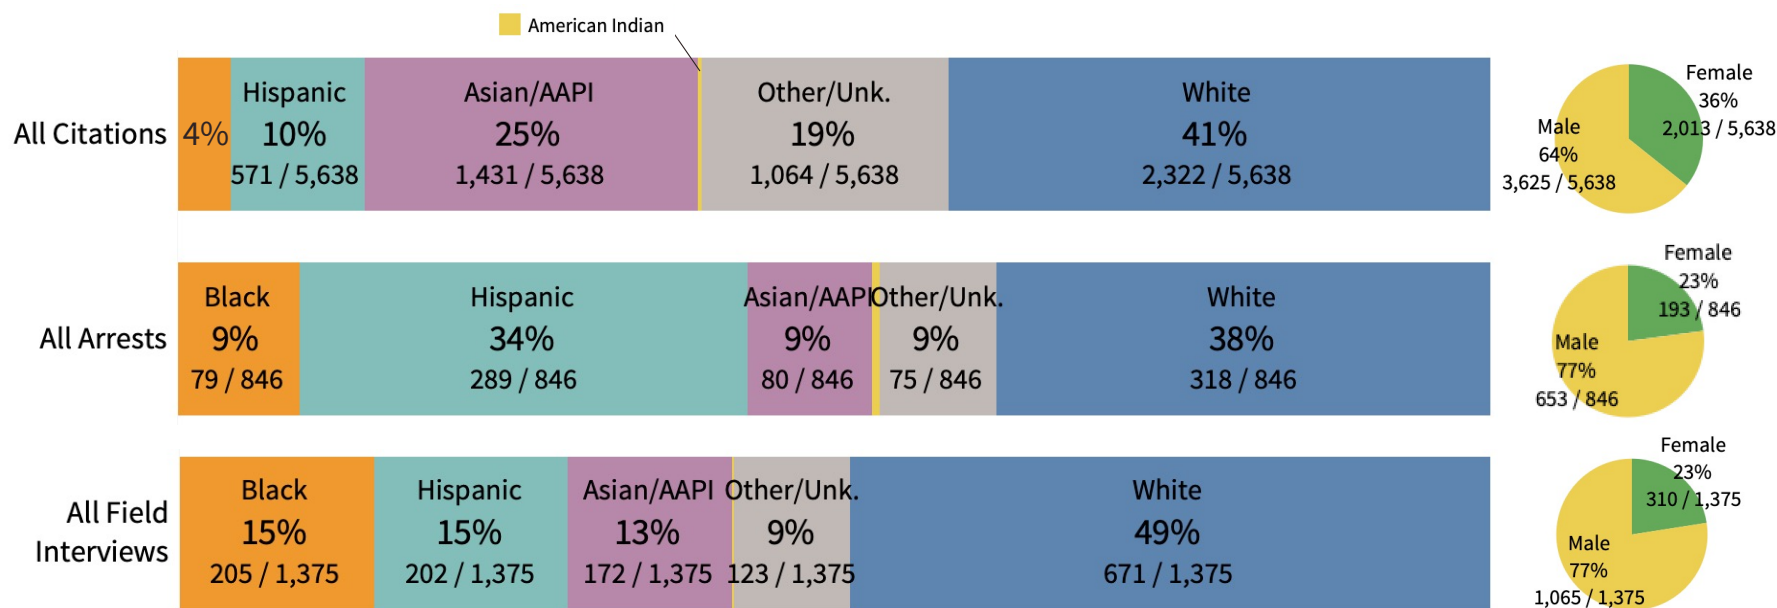 American Indian
All Citations
4%
Hispanic
10%
571 / 5,638
Asian/AAPI
25%
1,431 / 5,638
Other/Unk.
19%
1,064 / 5,638
White
41%
2,322 / 5,638
Male
64%
3,625 / 5,638
Female
36%
2,013 / 5,638
All Arrests
Black
9%
79 / 846
Hispanic
34%
289 / 846
Asian/AAPI
9%
80 / 846
Other/Unk.
9%
75 / 846
White
38%
318 / 846
Male
77%
653 / 846
Female
23%
193 / 846
All Field
Interviews
Black
15%
205 / 1,375
Hispanic
15%
202 / 1,375
Asian/AAPI
13%
172 / 1,375
Other/Unk.
9%
123 / 1,375
White
49%
671 / 1,375
Male
77%
1,065 / 1,375
Female
23%
310 / 1,375